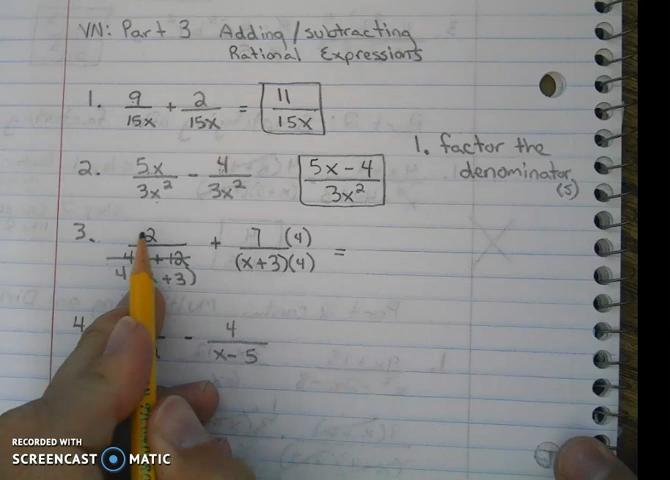 VN: Part 3 Adding/subtracting
Rational Expressions
1. 9/15x + 2/15x = 11/15x
1. factor the
denominator(s)
2. 5x/3x² - 4/3x² 5x-4/3x²
3. 2/4 +12 + 7(4)/(x+3)(4) =
4 +3)
4 - 4/x-5
RECORDED WITH
SCREENCAST MATIC